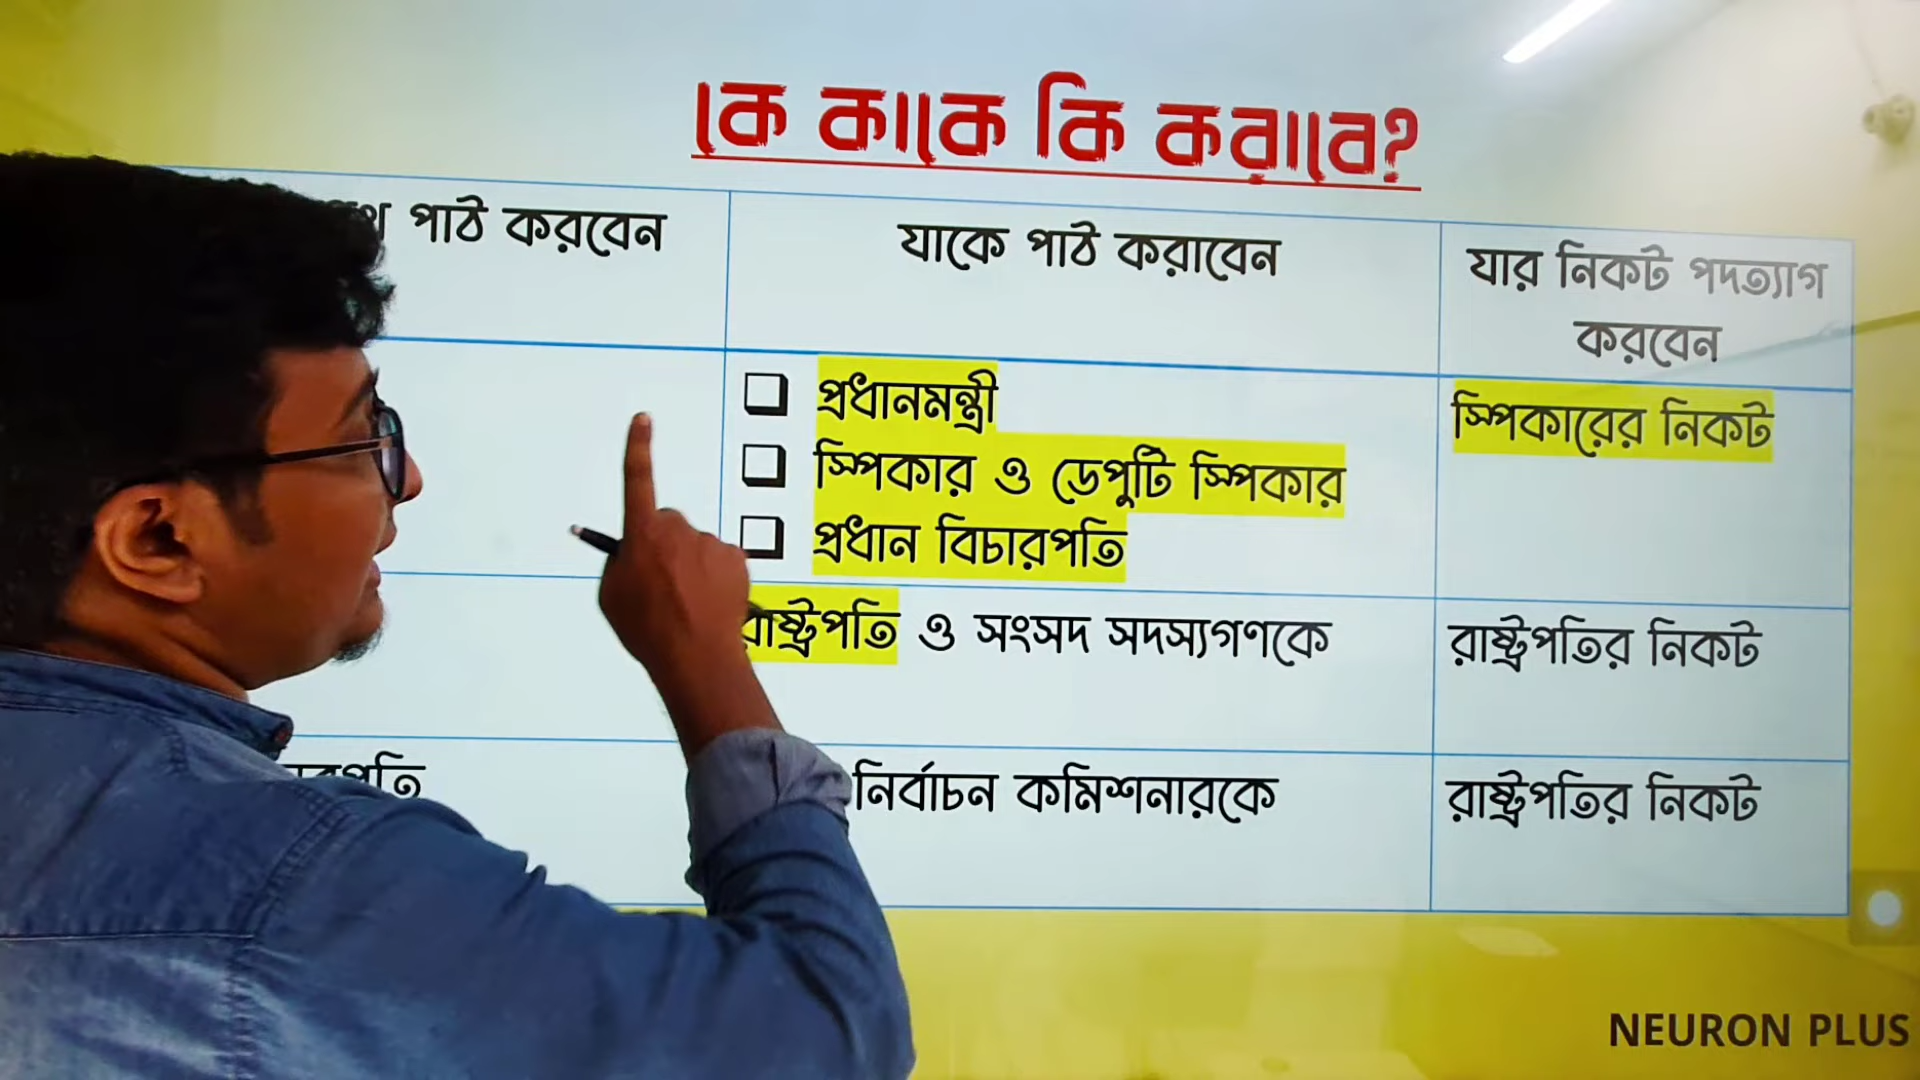 কে কাকে কি করাবে?
পাঠ করবেন
যাকে পাঠ করাবেন
যার নিকট পদত্যাগ
করবেন
প্রধানমন্ত্রী
স্পিকার ও ডেপুটি স্পিকার
প্রধান বিচারপতি
স্পিকারের নিকট
রাষ্ট্রপতি ও সংসদ সদস্যগণকে
রাষ্ট্রপতির নিকট
নির্বাচন কমিশনারকে
রাষ্ট্রপতির নিকট
NEURON PLUS